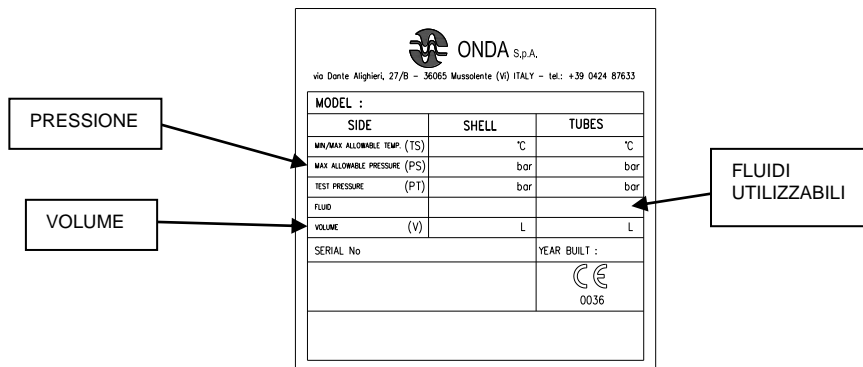 ONDA S.p.A.
via Dante Alighieri, 27/B - 36065 Mussolente (Vi) ITALY - tel.: +39 0424 87633
MODEL :
SIDE SHELL TUBES
MIN/MAX ALLOWABLE TEMP. (TS) °C °C
PRESSIONE
MAX ALLOWABLE PRESSURE (PS) bar bar
TEST PRESSURE (PT) bar bar
FLUIDI
UTILIZZABILI
FLUID
VOLUME
VOLUME (V) L L
SERIAL No YEAR BUILT :
CE
0036